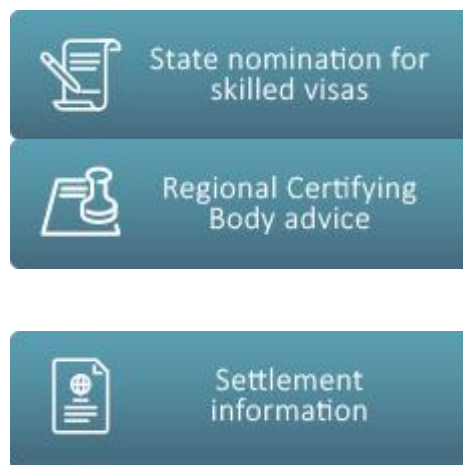 State nomination for
skilled visas
Regional Certifying
Body advice
Settlement
information